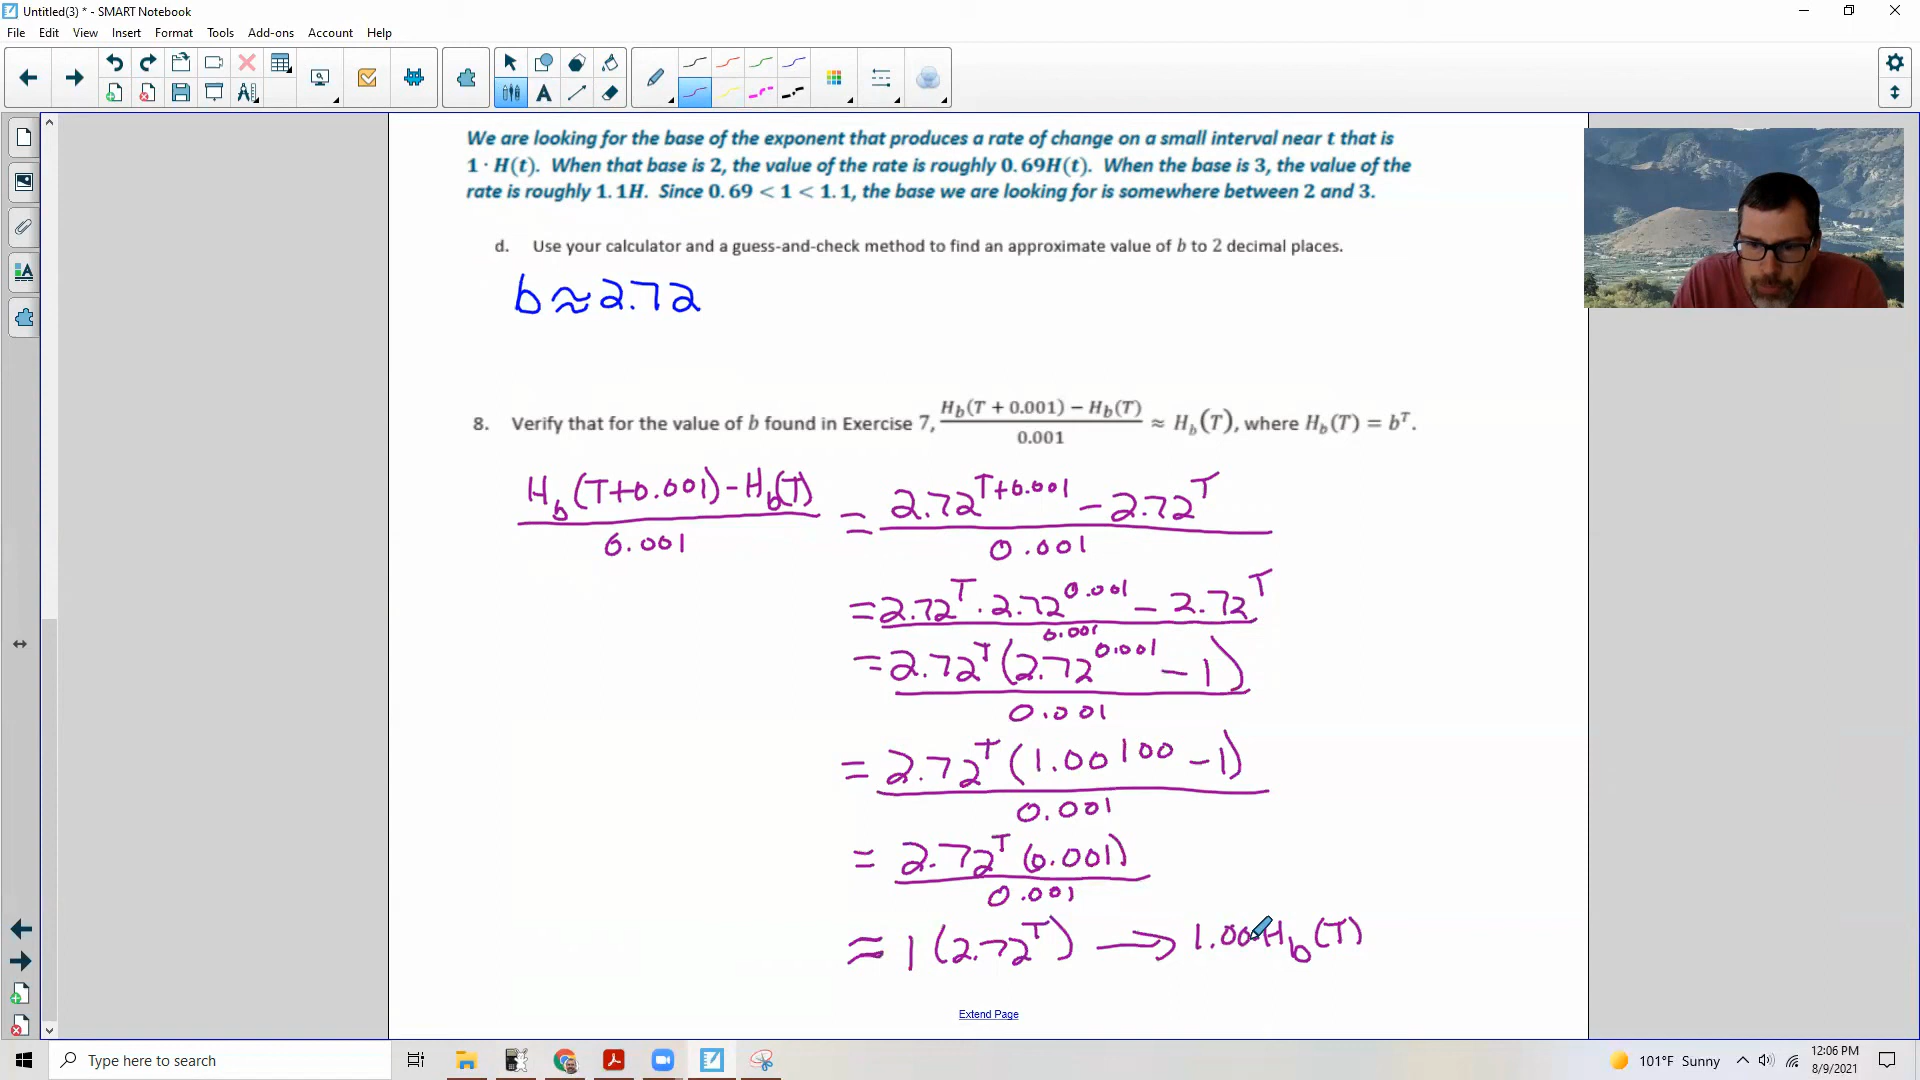 Untitled(3) * - SMART Notebook
File Edit View Insert Format Tools Add-ons Account Help
We are looking for the base of the exponent that produces a rate of change on a small interval near t that is
1 · H(t). When that base is 2, the value of the rate is roughly 0.69H(t). When the base is 3, the value of the
rate is roughly 1.1H. Since 0.69 < 1 < 1.1, the base we are looking for is somewhere between 2 and 3.
d. Use your calculator and a guess-and-check method to find an approximate value of b to 2 decimal places.
b ≈ 2.72
8. Verify that for the value of b found in Exercise 7, (H_b(T + 0.001) − H_b(T))/0.001 ≈ H_b(T), where H_b(T) = b^T.
(H_b(T+0.001) − H_b(T))/0.001 = (2.72^(T+0.001) − 2.72^T)/0.001
= (2.72^T · 2.72^0.001 − 2.72^T)/0.001
= 2.72^T (2.72^0.001 − 1)/0.001
= 2.72^T (1.00100 − 1)/0.001
= 2.72^T (0.001)/0.001
≈ 1 (2.72^T) → 1.00 H_b(T)
Extend Page
Type here to search
101°F Sunny
12:06 PM
8/9/2021